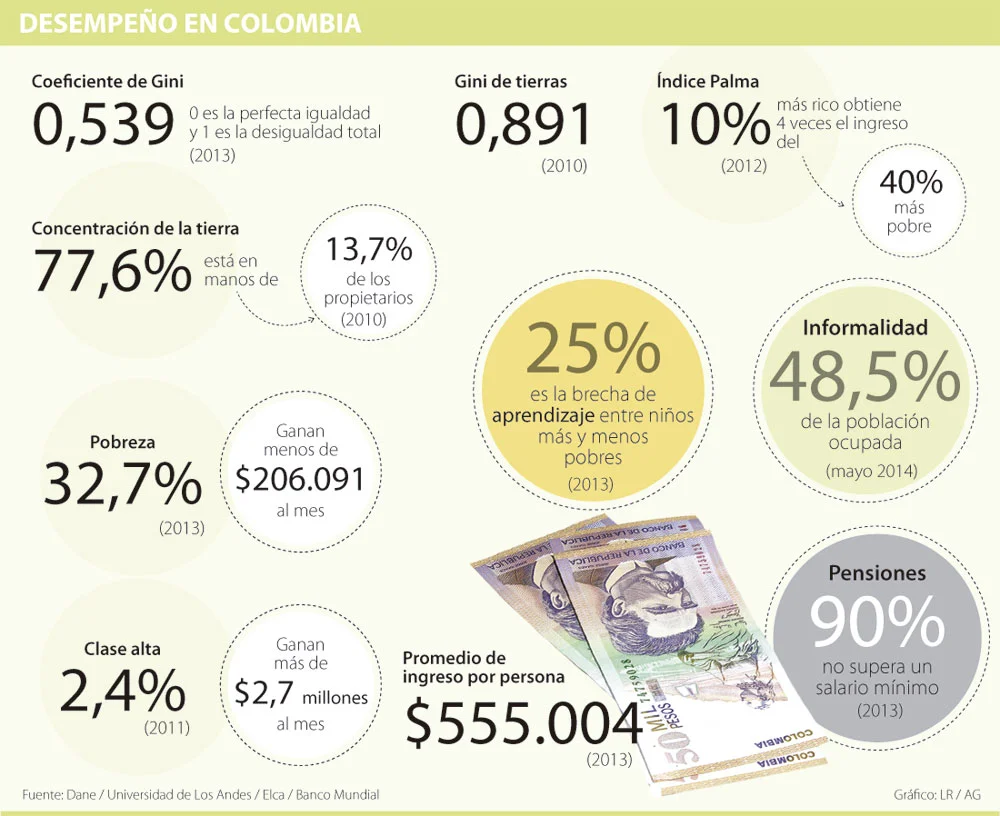 DESEMPEÑO EN COLOMBIA
Coeficiente de Gini
0,539
0 es la perfecta igualdad
y 1 es la desigualdad total
(2013)
Gini de tierras
0,891
(2010)
Índice Palma
10%
(2012)
más rico obtiene
4 veces el ingreso
del
40%
más
pobre
Concentración de la tierra
77,6%
está en
manos de
13,7%
de los
propietarios
(2010)
25%
es la brecha de
aprendizaje entre niños
más y menos
pobres
(2013)
Informalidad
48,5%
de la población
ocupada
(mayo 2014)
Pobreza
32,7%
(2013)
Ganan
menos de
$206.091
al mes
Clase alta
2,4%
(2011)
Ganan
más de
$2,7 millones
al mes
Promedio de
ingreso por persona
$555.004
(2013)
BANCO DE LA REPUBLICA
BANCO DE LA REPUBLICA
50 MIL
PESOS
COLOMBIA
COLOMBIA
Pensiones
90%
no supera un
salario mínimo
(2013)
Fuente: Dane / Universidad de Los Andes / Elca / Banco Mundial
Gráfico: LR / AG